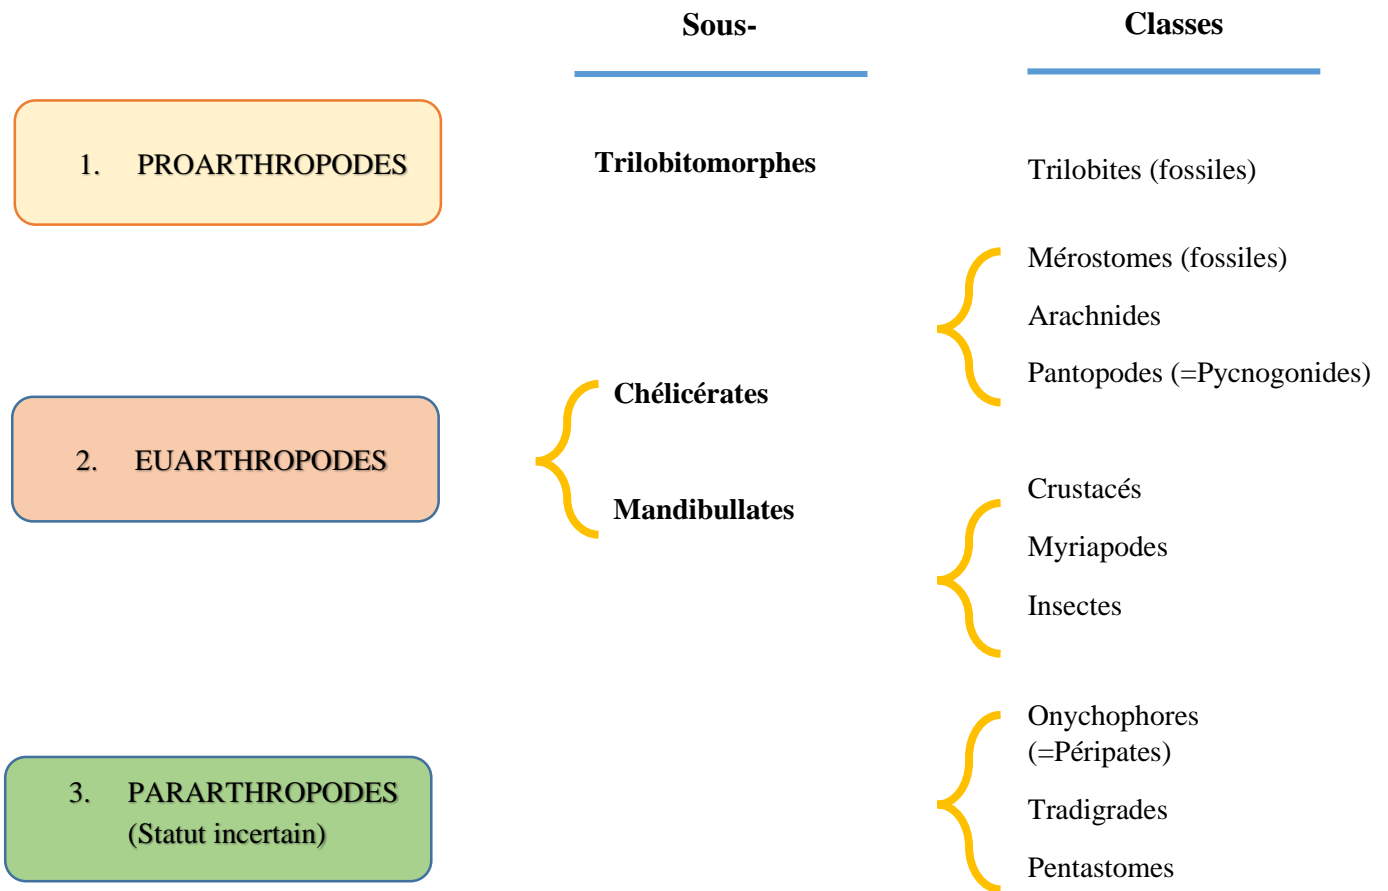 Sous-
Classes
1. PROARTHROPODES
Trilobitomorphes
Trilobites (fossiles)
Mérostomes (fossiles)
Arachnides
Pantopodes (=Pycnogonides)
Chélicérates
2. EUARTHROPODES
Mandibullates
Crustacés
Myriapodes
Insectes
Onychophores
(=Péripates)
3. PARARTHROPODES
(Statut incertain)
Tradigrades
Pentastomes